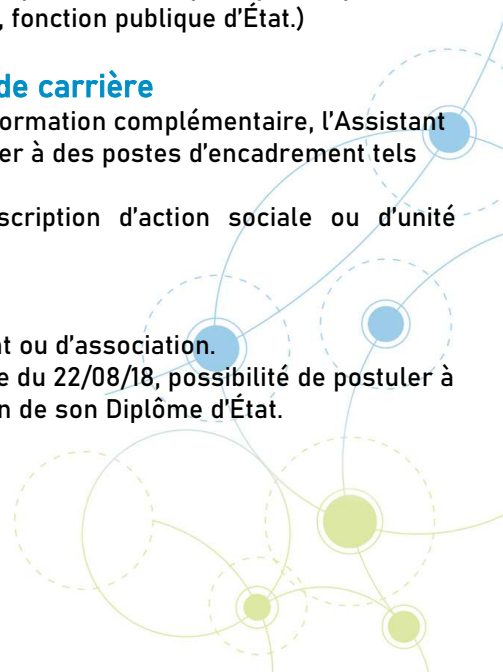 , fonction publique d'État.)
de carrière
ormation complémentaire, l'Assistant
er à des postes d'encadrement tels
scription d'action sociale ou d'unité
t ou d'association.
e du 22/08/18, possibilité de postuler à
n de son Diplôme d'État.